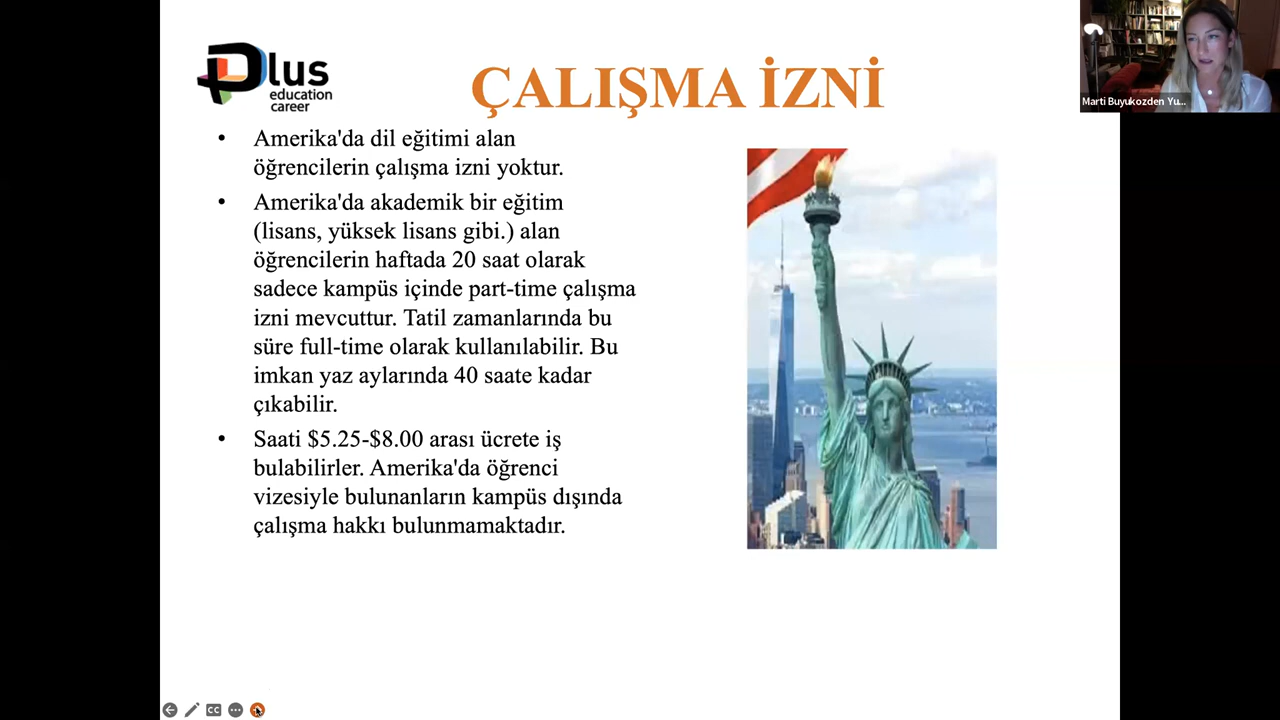 Plus
education
career
ÇALIŞMA İZNİ
Marti Buyukozden Yu...
• Amerika'da dil eğitimi alan
öğrencilerin çalışma izni yoktur.
• Amerika'da akademik bir eğitim
(lisans, yüksek lisans gibi.) alan
öğrencilerin haftada 20 saat olarak
sadece kampüs içinde part-time çalışma
izni mevcuttur. Tatil zamanlarında bu
süre full-time olarak kullanılabilir. Bu
imkan yaz aylarında 40 saate kadar
çıkabilir.
• Saati $5.25-$8.00 arası ücrete iş
bulabilirler. Amerika'da öğrenci
vizesiyle bulunanların kampüs dışında
çalışma hakkı bulunmamaktadır.
CC